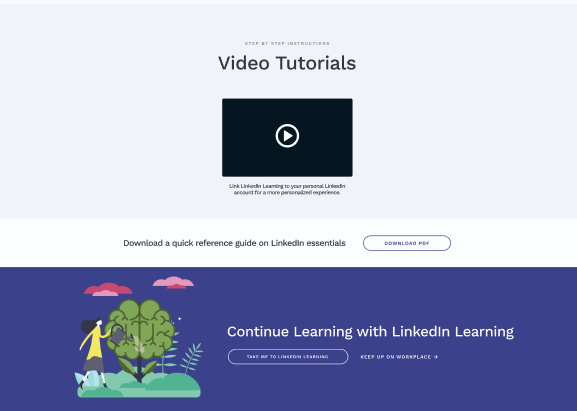 STEP BY STEP INSTRUCTIONS
Video Tutorials
Link LinkedIn Learning to your personal LinkedIn
account for a more personalized experience.
Download a quick reference guide on LinkedIn essentials
DOWNLOAD PDF
Continue Learning with LinkedIn Learning
TAKE ME TO LINKEDIN LEARNING
KEEP UP ON WORKPLACE →